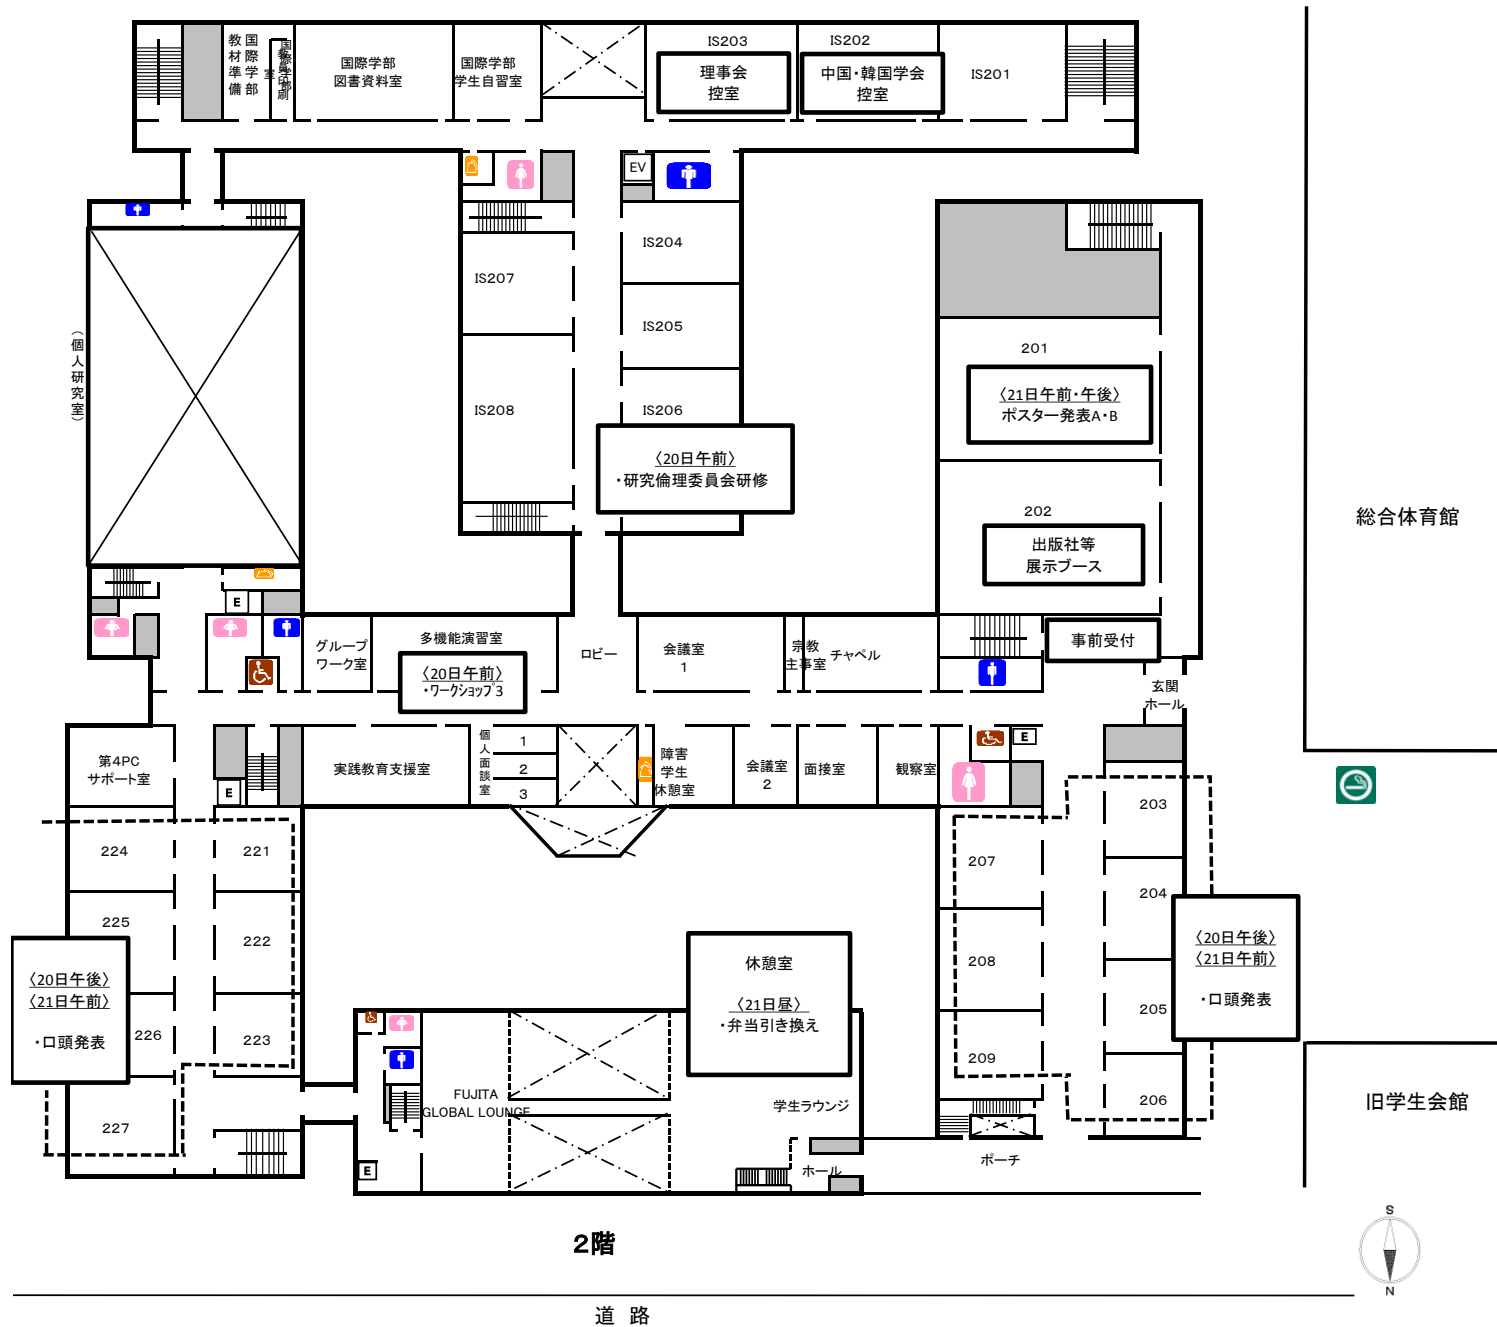 国際学部
教材準備
国際学部
教員印刷
室
国際学部
図書資料室
国際学部
学生自習室
IS203
理事会
控室
IS202
中国・韓国学会
控室
IS201
EV
IS204
IS207
IS205
IS208
IS206
〈20日午前〉
・研究倫理委員会研修
（個人研究室）
201
〈21日午前・午後〉
ポスター発表A・B
202
出版社等
展示ブース
総合体育館
E
グループ
ワーク室
多機能演習室
〈20日午前〉
・ワークショップ3
ロビー
会議室
1
宗教
主事室
チャペル
事前受付
玄関
ホール
第4PC
サポート室
E
実践教育支援室
個人面談室
1
2
3
障害
学生
休憩室
会議室
2
面接室
観察室
E
203
224
221
207
204
225
222
〈20日午後〉
〈21日午前〉
・口頭発表
226
223
227
休憩室
〈21日昼〉
・弁当引き換え
208
205
209
206
〈20日午後〉
〈21日午前〉
・口頭発表
FUJITA
GLOBAL LOUNGE
学生ラウンジ
E
ホール
ポーチ
旧学生会館
2階
S
N
道 路